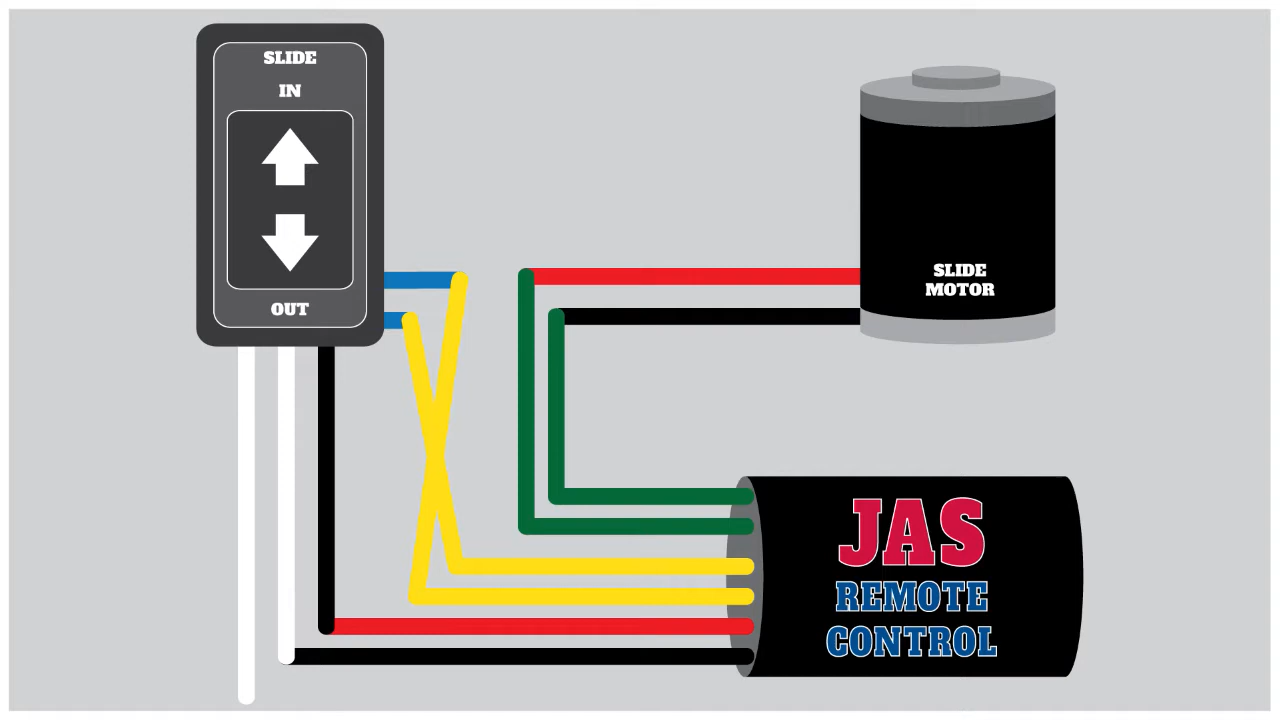 SLIDE
IN
OUT
SLIDE
MOTOR
JAS
REMOTE
CONTROL